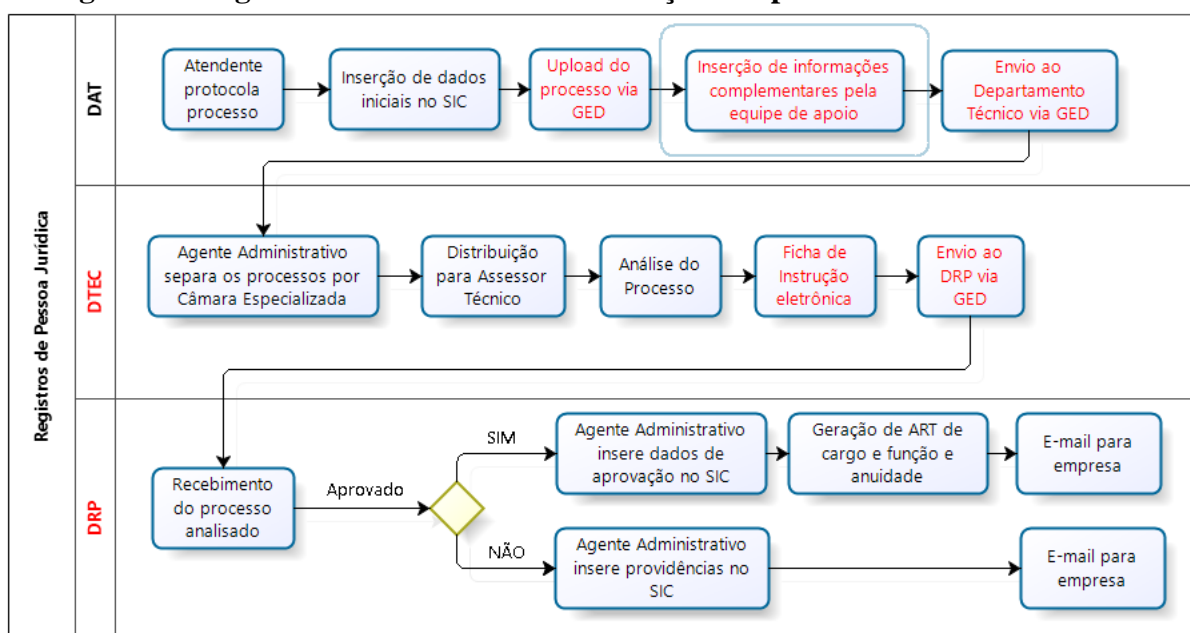 Registros de Pessoa Jurídica
DAT
Atendente
protocola
processo
Inserção de dados
iniciais no SIC
Upload do
processo via
GED
Inserção de informações
complementares pela
equipe de apoio
Envio ao
Departamento
Técnico via GED
DTEC
Agente Administrativo
separa os processos por
Câmara Especializada
Distribuição
para Assessor
Técnico
Análise do
Processo
Ficha de
Instrução
eletrônica
Envio ao
DRP via
GED
DRP
Recebimento
do processo
analisado
Aprovado
SIM
Agente Administrativo
insere dados de
aprovação no SIC
Geração de ART de
cargo e função e
anuidade
E-mail para
empresa
NÃO
Agente Administrativo
insere providências no
SIC
E-mail para
empresa